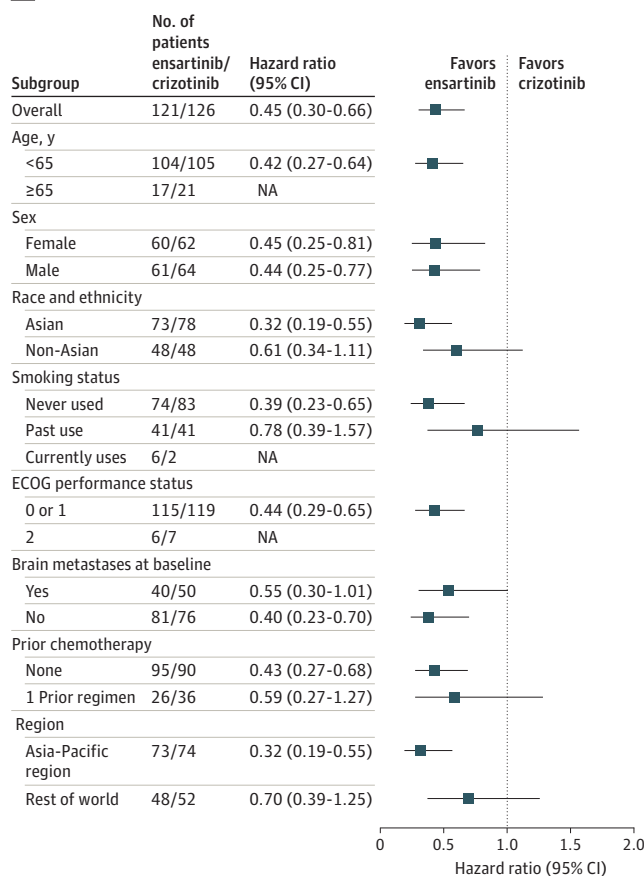 No. of
patients
ensartinib/
crizotinib
Hazard ratio
(95% CI)
Favors
ensartinib
Favors
crizotinib
Subgroup
Overall 121/126 0.45 (0.30-0.66)
Age, y
<65 104/105 0.42 (0.27-0.64)
≥65 17/21 NA
Sex
Female 60/62 0.45 (0.25-0.81)
Male 61/64 0.44 (0.25-0.77)
Race and ethnicity
Asian 73/78 0.32 (0.19-0.55)
Non-Asian 48/48 0.61 (0.34-1.11)
Smoking status
Never used 74/83 0.39 (0.23-0.65)
Past use 41/41 0.78 (0.39-1.57)
Currently uses 6/2 NA
ECOG performance status
0 or 1 115/119 0.44 (0.29-0.65)
2 6/7 NA
Brain metastases at baseline
Yes 40/50 0.55 (0.30-1.01)
No 81/76 0.40 (0.23-0.70)
Prior chemotherapy
None 95/90 0.43 (0.27-0.68)
1 Prior regimen 26/36 0.59 (0.27-1.27)
Region
Asia-Pacific 73/74 0.32 (0.19-0.55)
region
Rest of world 48/52 0.70 (0.39-1.25)
0 0.5 1.0 1.5 2.0
Hazard ratio (95% CI)